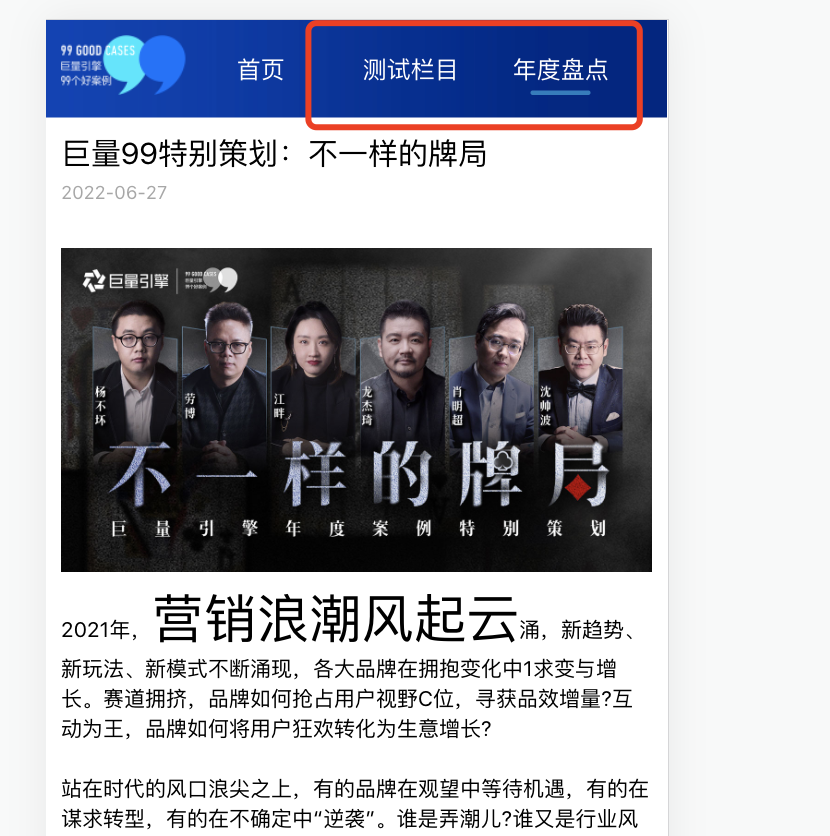 99 GOOD CASES
巨量引擎
99个好案例
首页
测试栏目
年度盘点
巨量99特别策划：不一样的牌局
2022-06-27
巨量引擎
99 GOOD CASES
巨量引擎
99个好案例
杨不坏
劳博
江畔
龙杰琦
肖明超
沈帅波
不一样的牌局
巨量引擎年度案例特别策划
2021年，营销浪潮风起云涌，新趋势、
新玩法、新模式不断涌现，各大品牌在拥抱变化中1求变与增
长。赛道拥挤，品牌如何抢占用户视野C位，寻获品效增量?互
动为王，品牌如何将用户狂欢转化为生意增长?
站在时代的风口浪尖之上，有的品牌在观望中等待机遇，有的在
谋求转型，有的在不确定中“逆袭”。谁是弄潮儿?谁又是行业风